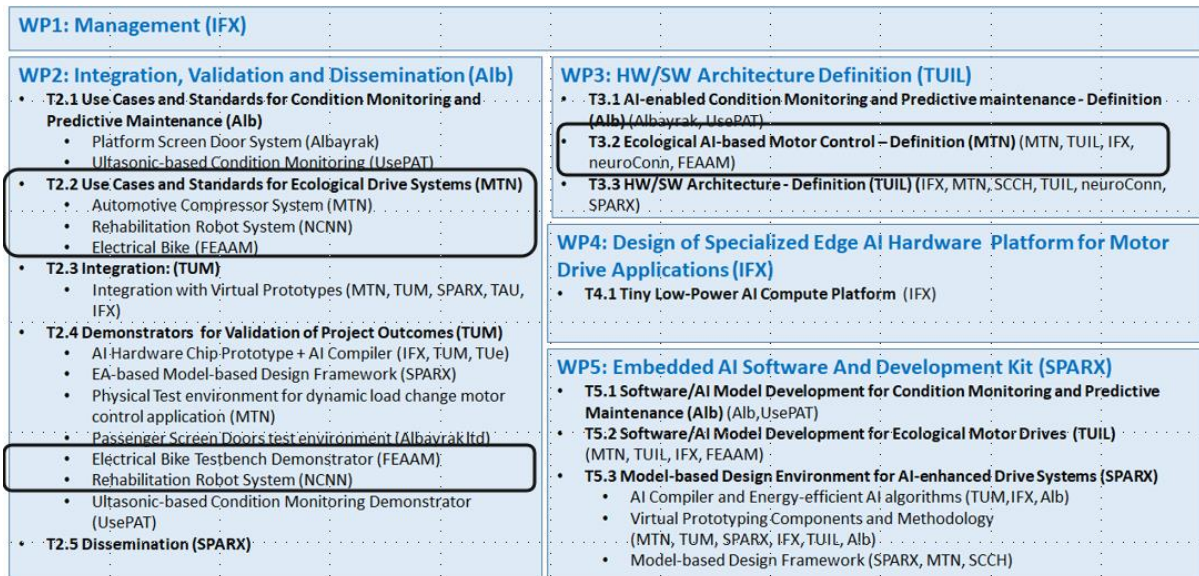 WP1: Management (IFX)
WP2: Integration, Validation and Dissemination (Alb)
• T2.1 Use Cases and Standards for Condition Monitoring and
Predictive Maintenance (Alb)
• Platform Screen Door System (Albayrak)
• Ultasonic-based Condition Monitoring (UsePAT)
• T2.2 Use Cases and Standards for Ecological Drive Systems (MTN)
• Automotive Compressor System (MTN)
• Rehabilitation Robot System (NCNN)
• Electrical Bike (FEAAM)
• T2.3 Integration: (TUM)
• Integration with Virtual Prototypes (MTN, TUM, SPARX, TAU,
IFX)
• T2.4 Demonstrators for Validation of Project Outcomes (TUM)
• AI Hardware Chip Prototype + AI Compiler (IFX, TUM, TUe)
• EA-based Model-based Design Framework (SPARX)
• Physical Test environment for dynamic load change motor
control application (MTN)
• Passenger Screen Doors test environment (Albayrak ltd)
• Electrical Bike Testbench Demonstrator (FEAAM)
• Rehabilitation Robot System (NCNN)
• Ultasonic-based Condition Monitoring Demonstrator
(UsePAT)
• T2.5 Dissemination (SPARX)
WP3: HW/SW Architecture Definition (TUIL)
• T3.1 AI-enabled Condition Monitoring and Predictive maintenance - Definition
(Alb) (Albayrak, UsePAT)
• T3.2 Ecological AI-based Motor Control – Definition (MTN) (MTN, TUIL, IFX,
neuroConn, FEAAM)
• T3.3 HW/SW Architecture - Definition (TUIL) (IFX, MTN, SCCH, TUIL, neuroConn,
SPARX)
WP4: Design of Specialized Edge AI Hardware Platform for Motor
Drive Applications (IFX)
• T4.1 Tiny Low-Power AI Compute Platform (IFX)
WP5: Embedded AI Software And Development Kit (SPARX)
• T5.1 Software/AI Model Development for Condition Monitoring and Predictive
Maintenance (Alb) (Alb,UsePAT)
• T5.2 Software/AI Model Development for Ecological Motor Drives (TUIL)
(MTN, TUIL, IFX, FEAAM)
• T5.3 Model-based Design Environment for AI-enhanced Drive Systems (SPARX)
• AI Compiler and Energy-efficient AI algorithms (TUM,IFX, Alb)
• Virtual Prototyping Components and Methodology
(MTN, TUM, SPARX, IFX,TUIL, Alb)
• Model-based Design Framework (SPARX, MTN, SCCH)